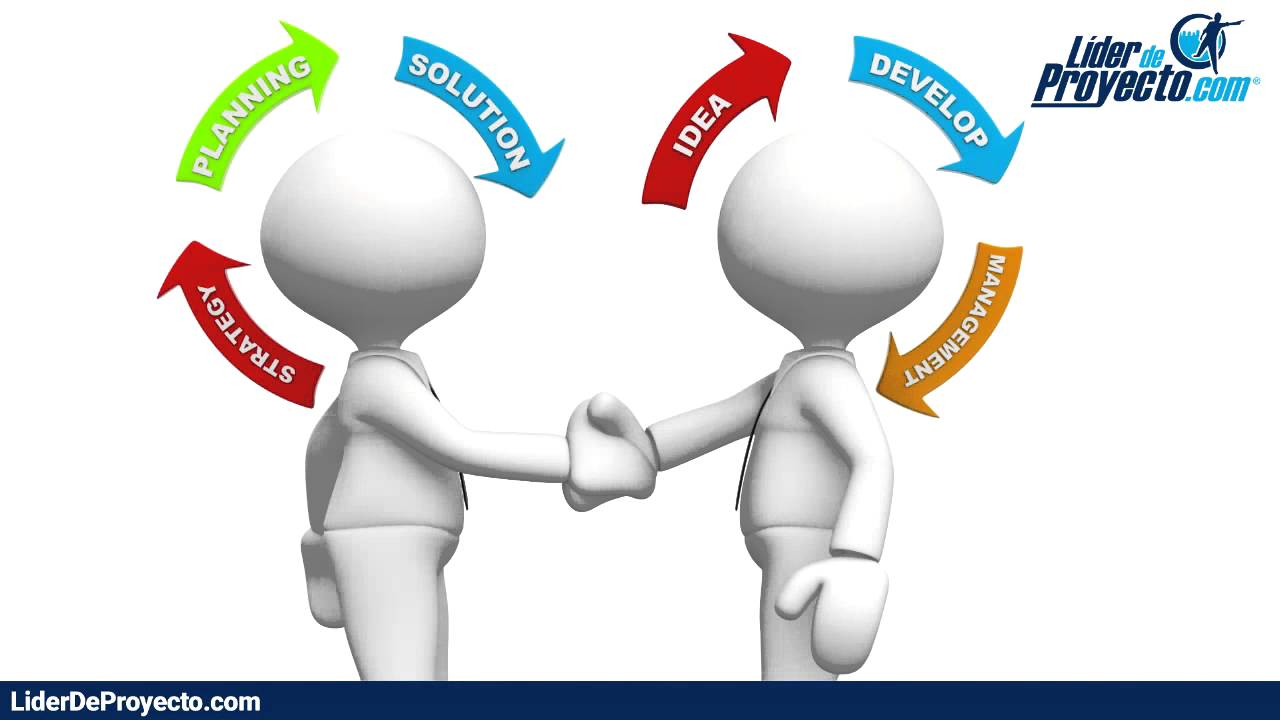 PLANNING
SOLUTION
STRATEGY
IDEA
DEVELOP
MANAGEMENT
Líder de
Proyecto.com®
LiderDeProyecto.com